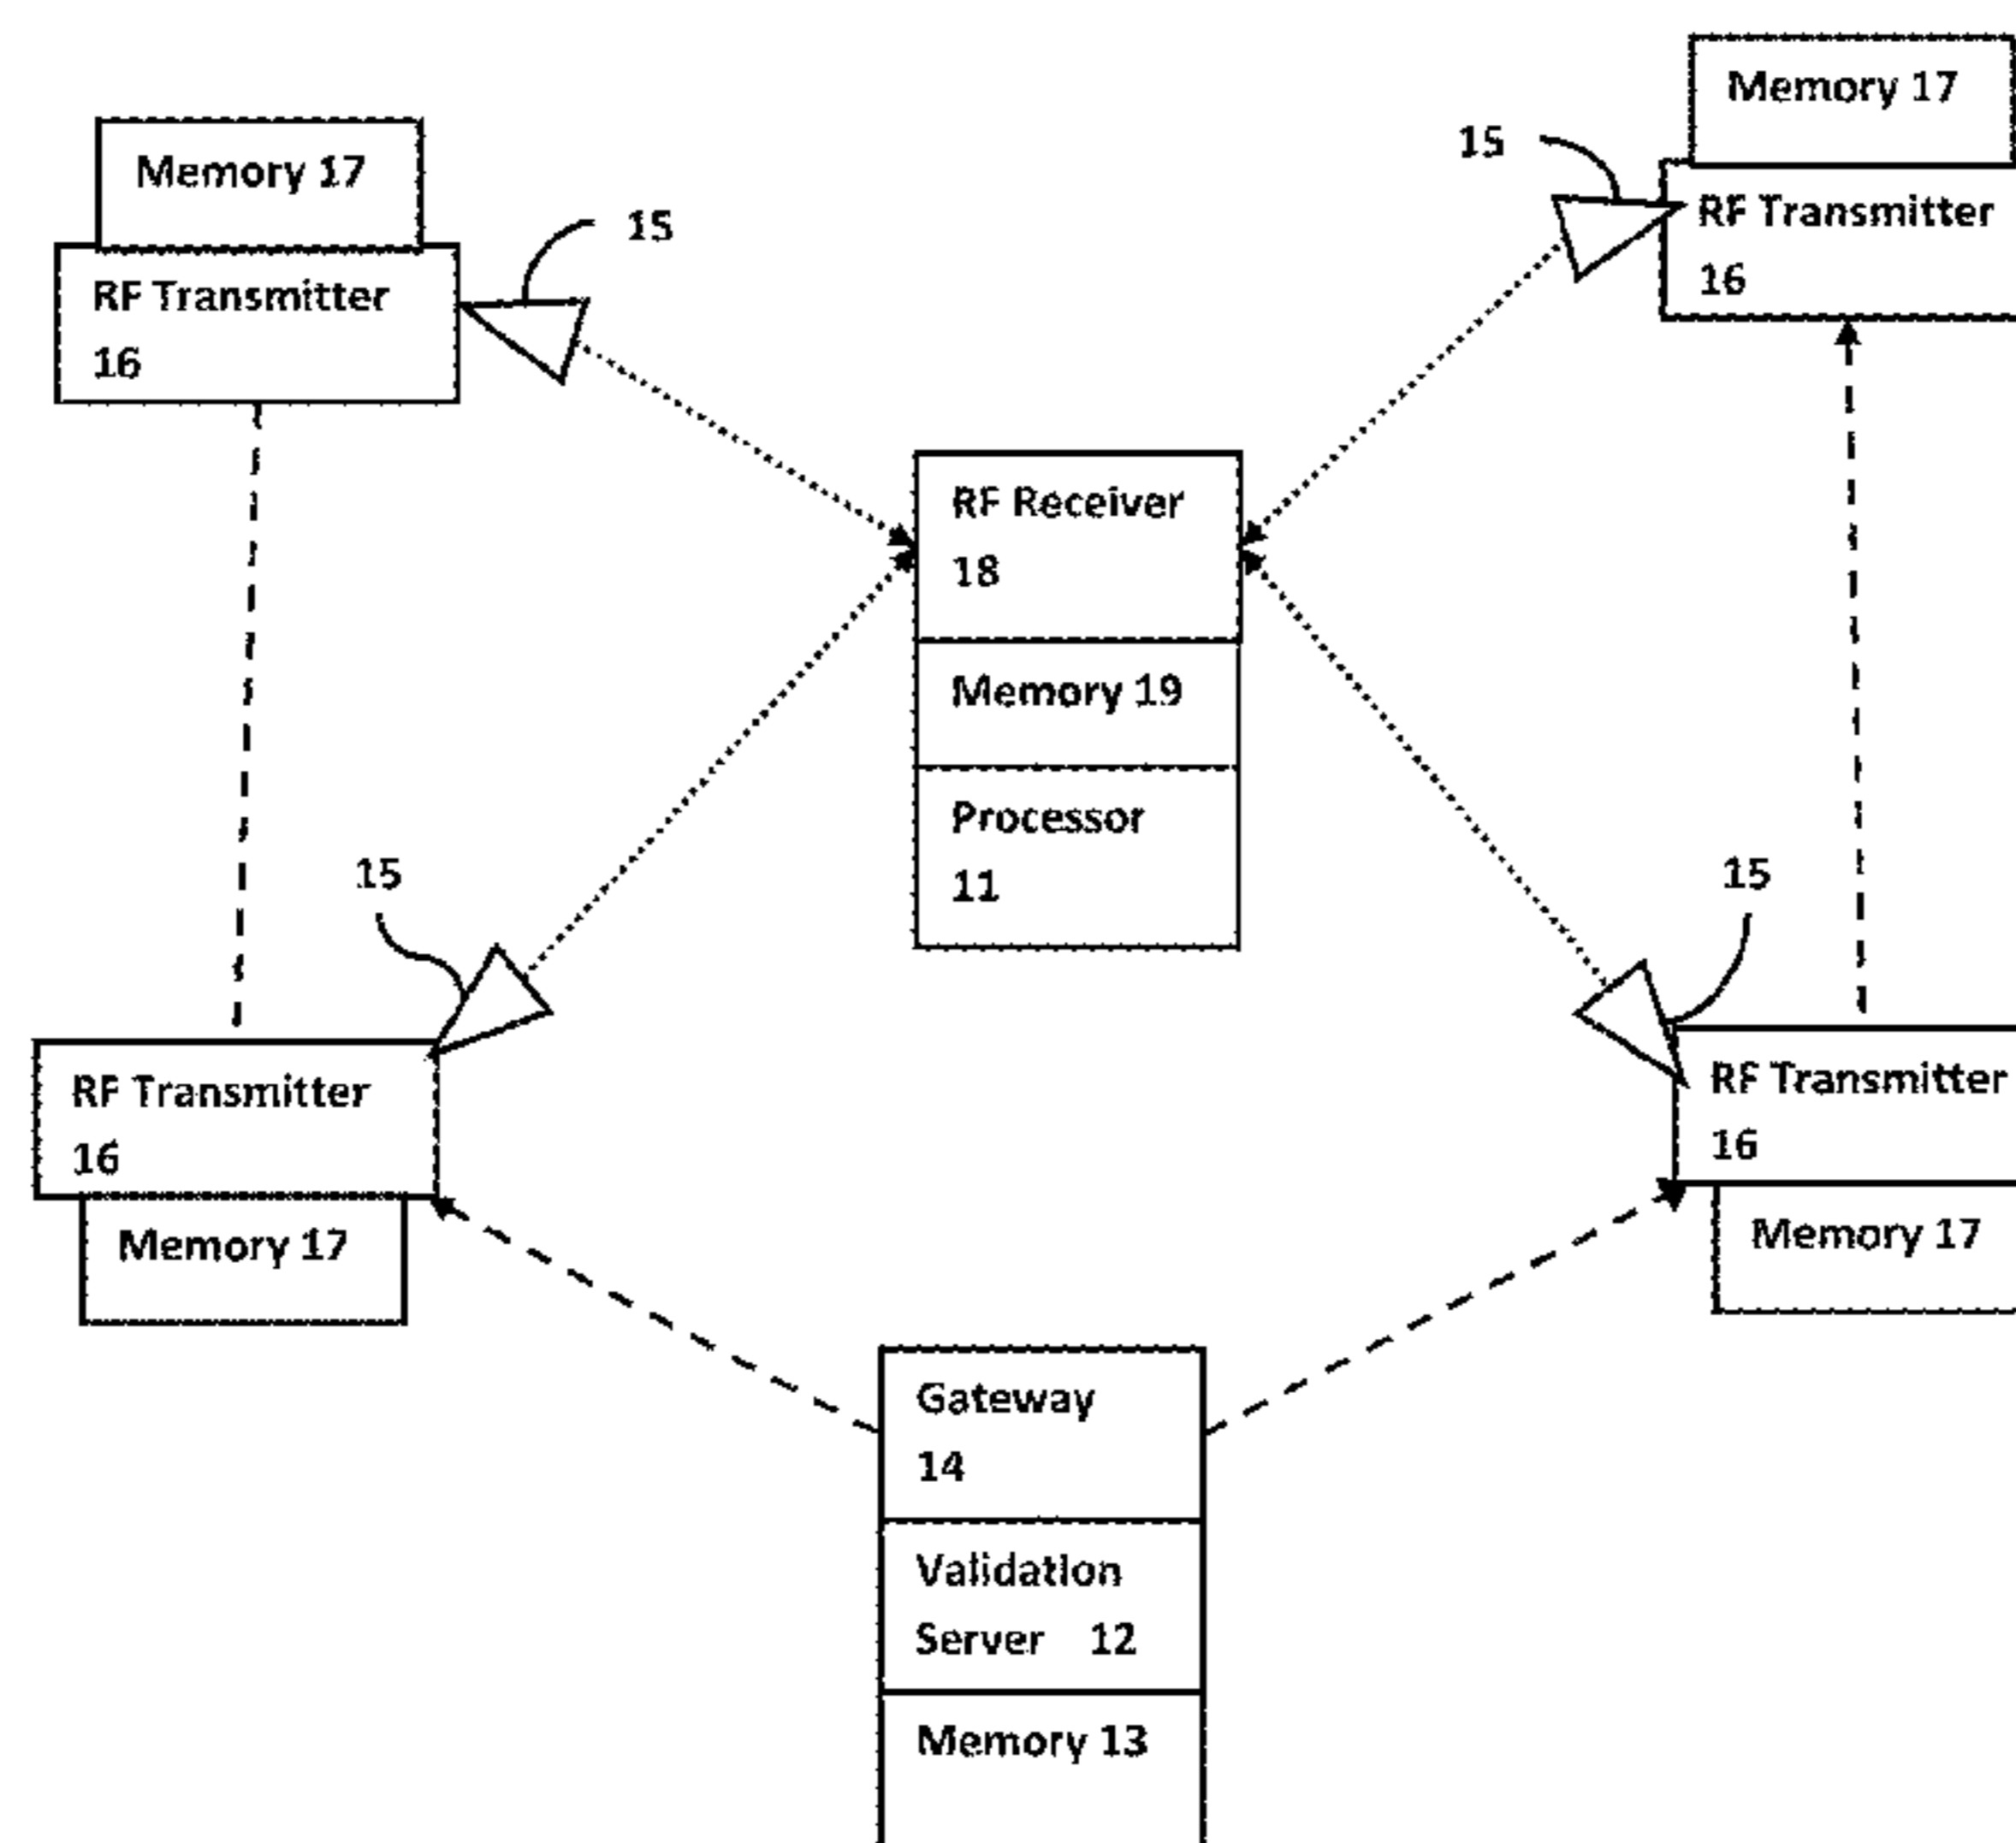 Memory 17
15
Memory 17
15
RF Transmitter
16
RF Transmitter
16
RF Receiver
18
Memory 19
Processor
11
15
15
RF Transmitter
16
RF Transmitter
16
Memory 17
Memory 17
Gateway
14
Validation
Server 12
Memory 13